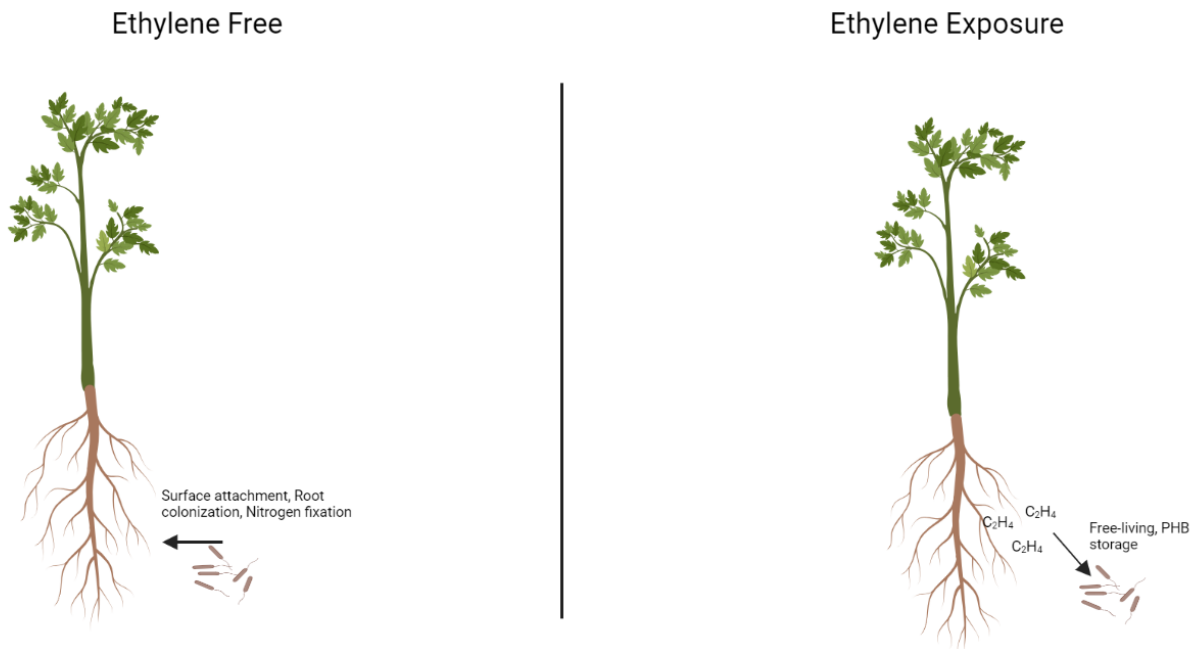 Ethylene Free
Ethylene Exposure
Surface attachment, Root
colonization, Nitrogen fixation
C₂H₄
C₂H₄
C₂H₄
Free-living, PHB
storage